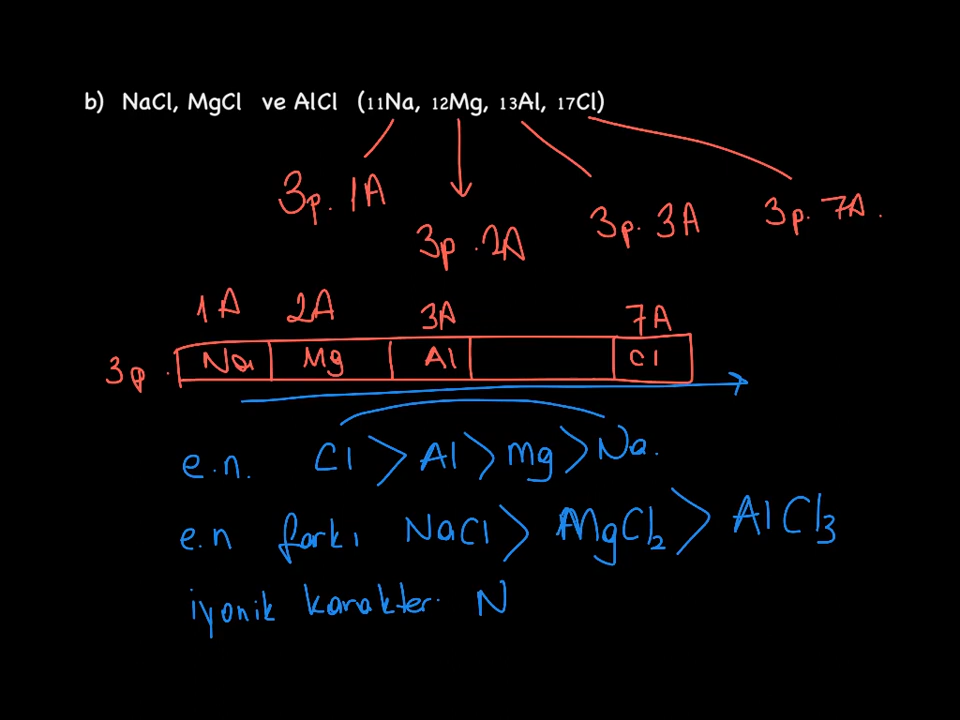 b) NaCl, MgCl ve AlCl (11Na, 12Mg, 13Al, 17Cl)
3p. 1A
3p. 2A
3p. 3A
3p. 7A.
1A 2A 3A 7A
3p. Na Mg Al Cl
e.n. Cl > Al > Mg > Na.
e.n farkı NaCl > MgCl2 > AlCl3
iyonik karakter. N